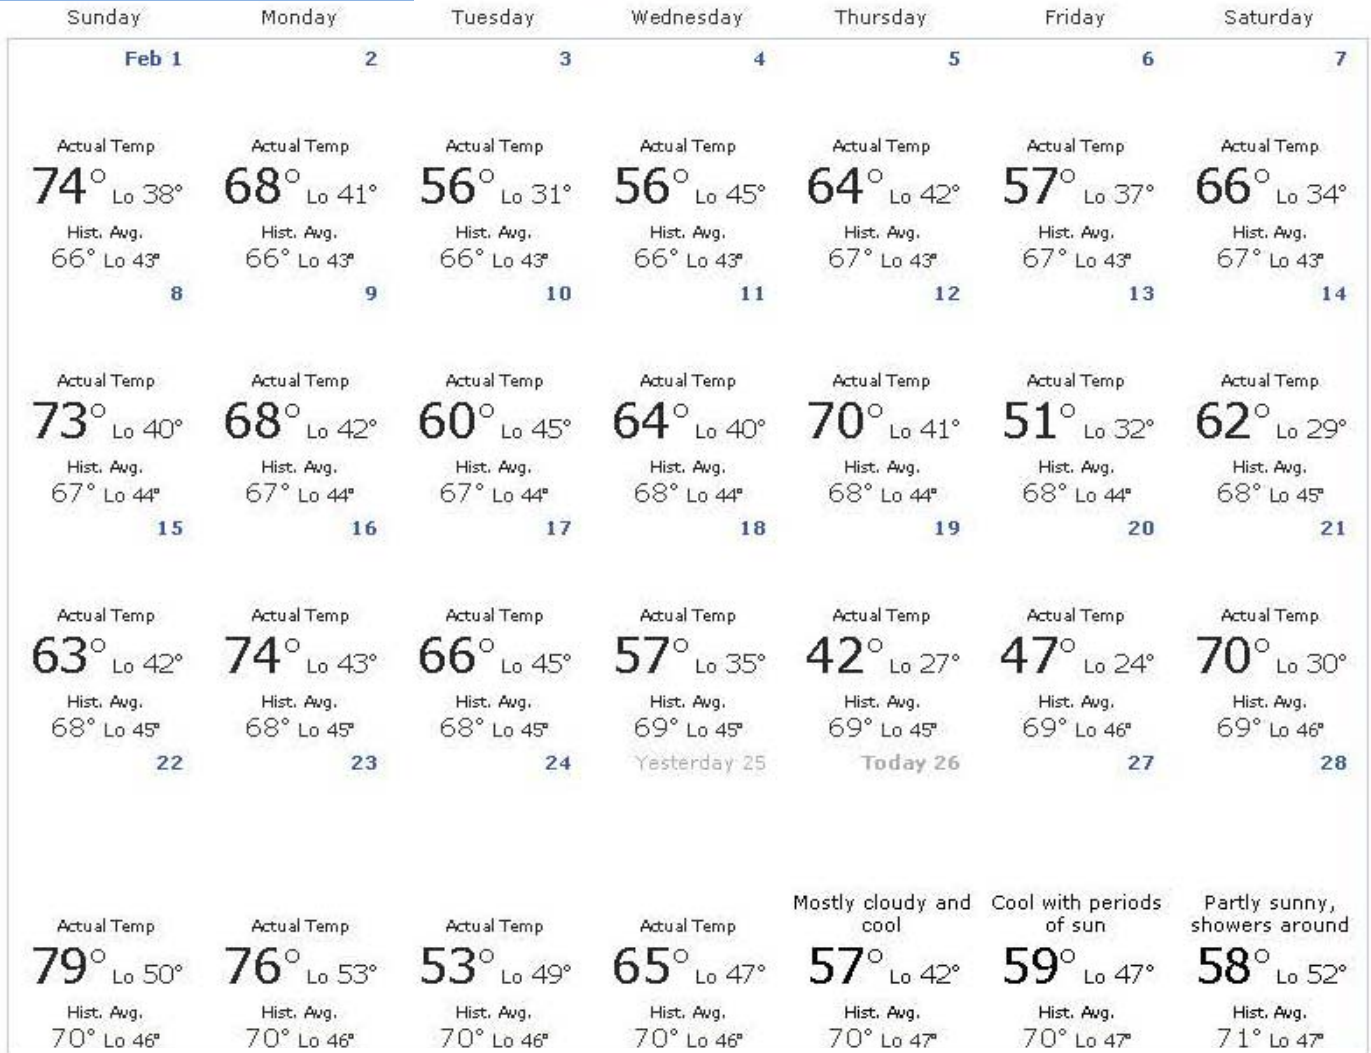 Sunday Monday Tuesday Wednesday Thursday Friday Saturday
Feb 1 2 3 4 5 6 7
Actual Temp Actual Temp Actual Temp Actual Temp Actual Temp Actual Temp Actual Temp
74° Lo 38° 68° Lo 41° 56° Lo 31° 56° Lo 45° 64° Lo 42° 57° Lo 37° 66° Lo 34°
Hist. Avg. Hist. Avg. Hist. Avg. Hist. Avg. Hist. Avg. Hist. Avg. Hist. Avg.
66° Lo 43° 66° Lo 43° 66° Lo 43° 66° Lo 43° 67° Lo 43° 67° Lo 43° 67° Lo 43°
8 9 10 11 12 13 14
Actual Temp Actual Temp Actual Temp Actual Temp Actual Temp Actual Temp Actual Temp
73° Lo 40° 68° Lo 42° 60° Lo 45° 64° Lo 40° 70° Lo 41° 51° Lo 32° 62° Lo 29°
Hist. Avg. Hist. Avg. Hist. Avg. Hist. Avg. Hist. Avg. Hist. Avg. Hist. Avg.
67° Lo 44° 67° Lo 44° 67° Lo 44° 68° Lo 44° 68° Lo 44° 68° Lo 44° 68° Lo 45°
15 16 17 18 19 20 21
Actual Temp Actual Temp Actual Temp Actual Temp Actual Temp Actual Temp Actual Temp
63° Lo 42° 74° Lo 43° 66° Lo 45° 57° Lo 35° 42° Lo 27° 47° Lo 24° 70° Lo 30°
Hist. Avg. Hist. Avg. Hist. Avg. Hist. Avg. Hist. Avg. Hist. Avg. Hist. Avg.
68° Lo 45° 68° Lo 45° 68° Lo 45° 69° Lo 45° 69° Lo 45° 69° Lo 46° 69° Lo 46°
22 23 24 Yesterday 25 Today 26 27 28
Mostly cloudy and Cool with periods Partly sunny,
cool of sun showers around
Actual Temp Actual Temp Actual Temp Actual Temp
79° Lo 50° 76° Lo 53° 53° Lo 49° 65° Lo 47° 57° Lo 42° 59° Lo 47° 58° Lo 52°
Hist. Avg. Hist. Avg. Hist. Avg. Hist. Avg. Hist. Avg. Hist. Avg. Hist. Avg.
70° Lo 46° 70° Lo 46° 70° Lo 46° 70° Lo 46° 70° Lo 47° 70° Lo 47° 71° Lo 47°